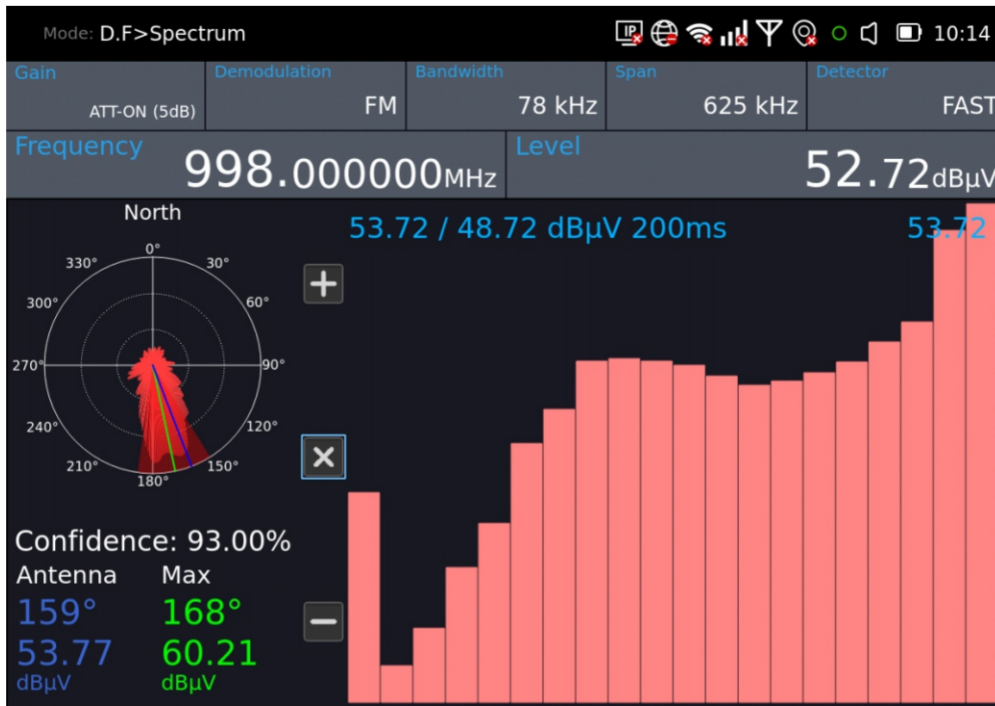 Mode: D.F>Spectrum
IP
10:14
Gain
ATT-ON (5dB)
Demodulation
FM
Bandwidth
78 kHz
Span
625 kHz
Detector
FAST
Frequency
998.000000MHz
Level
52.72dBµV
North
0°
30°
60°
90°
120°
150°
180°
210°
240°
270°
300°
330°
53.72 / 48.72 dBµV 200ms
53.72
Confidence: 93.00%
Antenna Max
159° 168°
53.77 60.21
dBµV dBµV